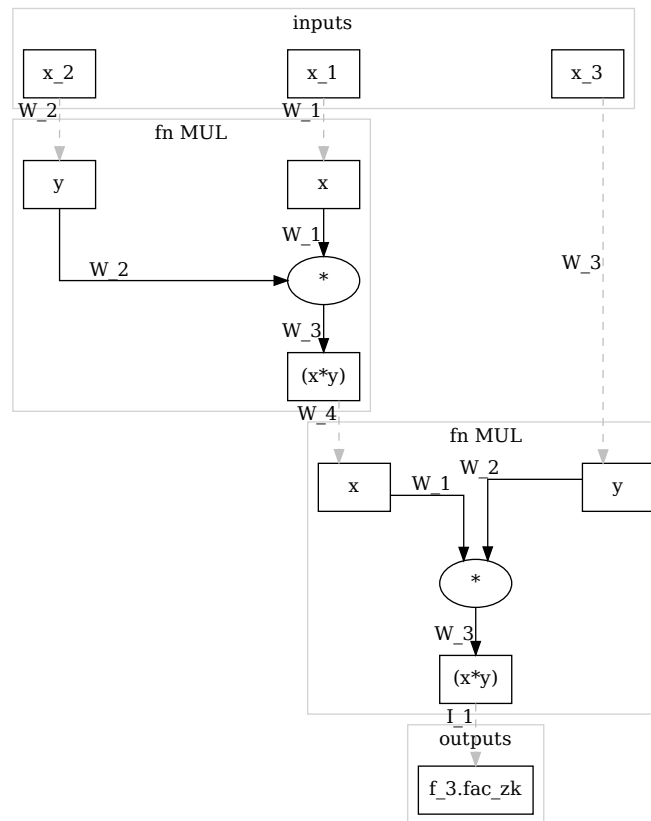 inputs
x_2
x_1
x_3
W_2
W_1
fn MUL
y
x
W_1
W_2
W_3
*
W_3
(x*y)
W_4
fn MUL
x
W_1
W_2
y
*
W_3
(x*y)
I_1
outputs
f_3.fac_zk